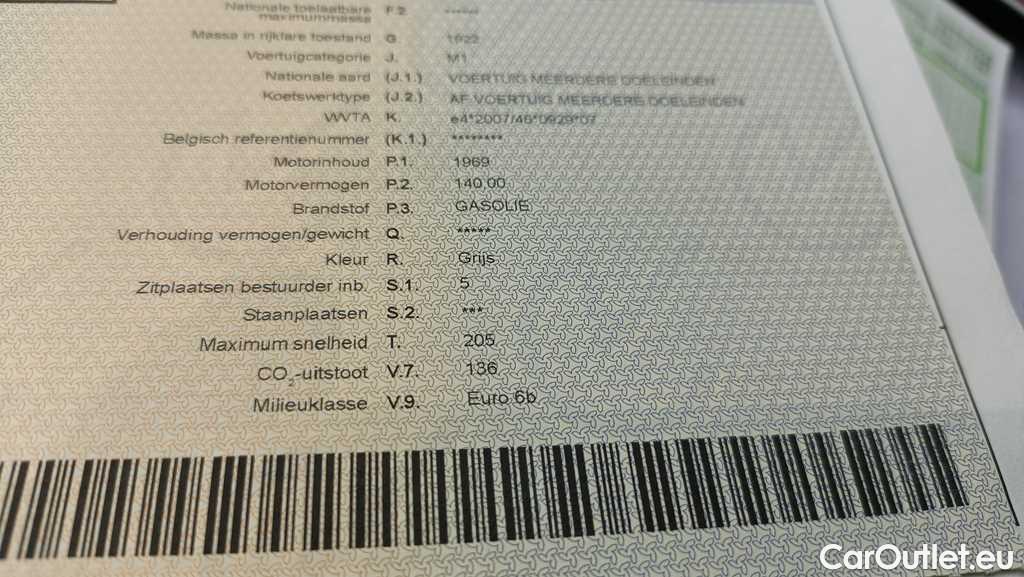 Nationale toelaatbare F.2. ******
maximummassa
Massa in rijklare toestand G. 1922
Voertuigcategorie J. M1
Nationale aard (J.1.) VOERTUIG MEERDERE DOELEINDEN
Koetswerktype (J.2.) AF VOERTUIG MEERDERE DOELEINDEN
WVTA K. e4*2007/46*0929*07
Belgisch referentienummer (K.1.) ********
Motorinhoud P.1. 1969
Motorvermogen P.2. 140,00
Brandstof P.3. GASOLIE
Verhouding vermogen/gewicht Q. *****
Kleur R. Grijs
Zitplaatsen bestuurder inb. S.1. 5
Staanplaatsen S.2. ***
Maximum snelheid T. 205
CO2-uitstoot V.7. 136
Milieuklasse V.9. Euro 6b
CarOutlet.eu